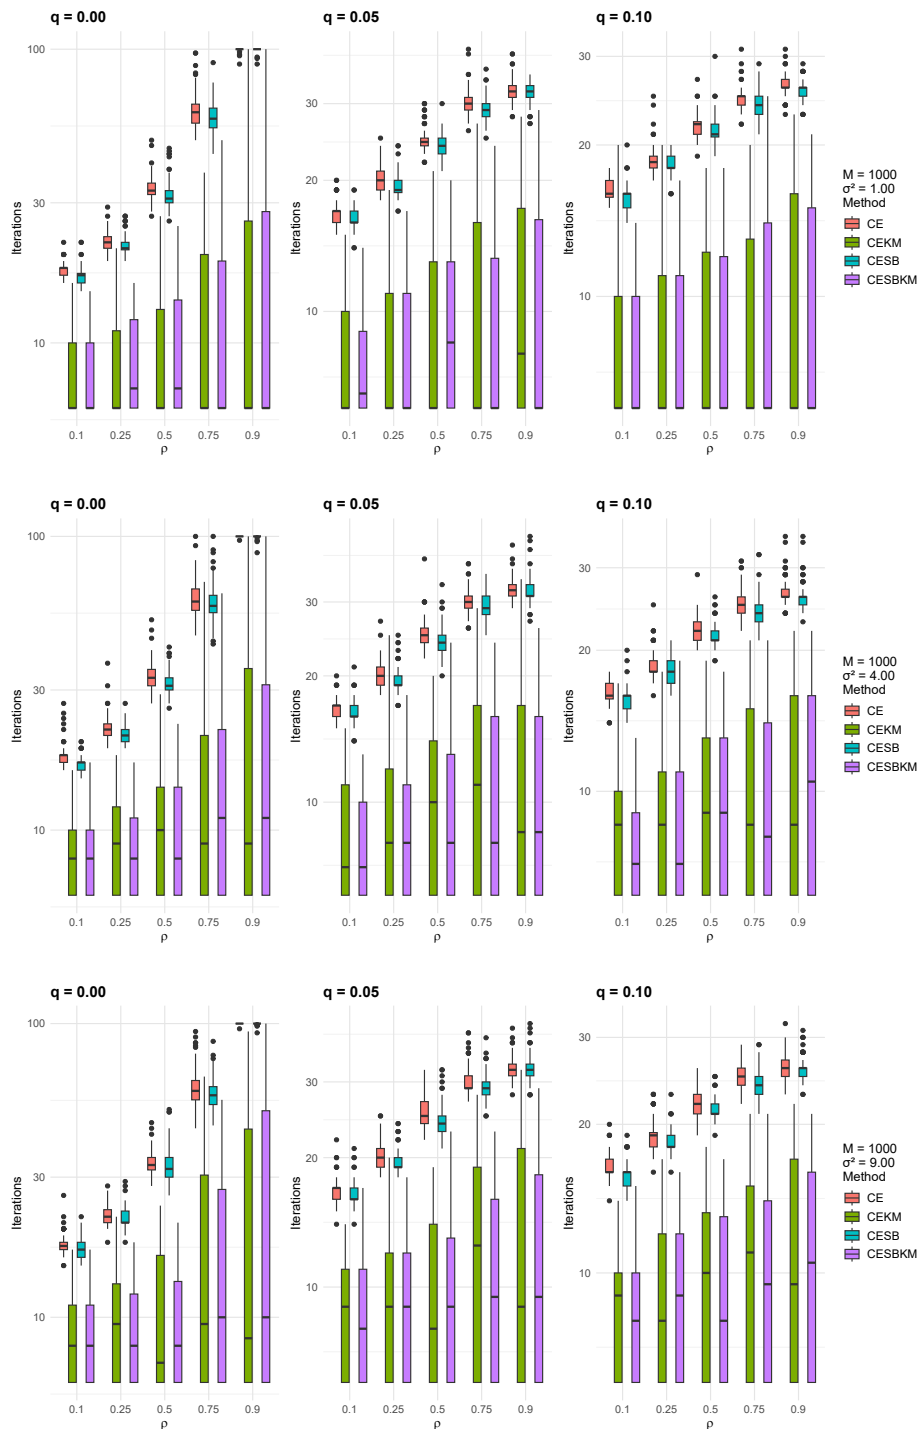 q = 0.00
q = 0.05
q = 0.10
Iterations
100
30
10
0.1 0.25 0.5 0.75 0.9
ρ
Iterations
30
20
10
0.1 0.25 0.5 0.75 0.9
ρ
Iterations
30
20
10
0.1 0.25 0.5 0.75 0.9
ρ
M = 1000
σ² = 1.00
Method
CE
CEKM
CESB
CESBKM
q = 0.00
q = 0.05
q = 0.10
Iterations
100
30
10
0.1 0.25 0.5 0.75 0.9
ρ
Iterations
30
20
10
0.1 0.25 0.5 0.75 0.9
ρ
Iterations
30
20
10
0.1 0.25 0.5 0.75 0.9
ρ
M = 1000
σ² = 4.00
Method
CE
CEKM
CESB
CESBKM
q = 0.00
q = 0.05
q = 0.10
Iterations
100
30
10
0.1 0.25 0.5 0.75 0.9
ρ
Iterations
30
20
10
0.1 0.25 0.5 0.75 0.9
ρ
Iterations
30
20
10
0.1 0.25 0.5 0.75 0.9
ρ
M = 1000
σ² = 9.00
Method
CE
CEKM
CESB
CESBKM